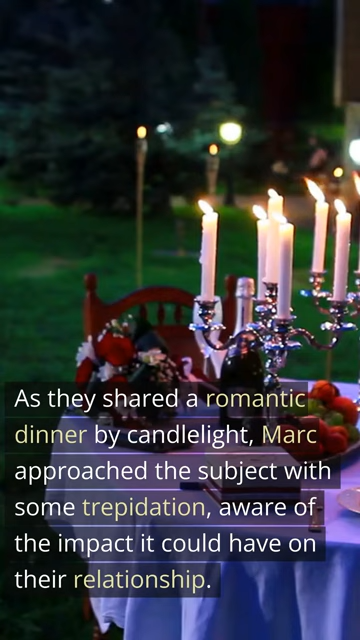 As they shared a romantic
dinner by candlelight, Marc
approached the subject with
some trepidation, aware of
the impact it could have on
their relationship.